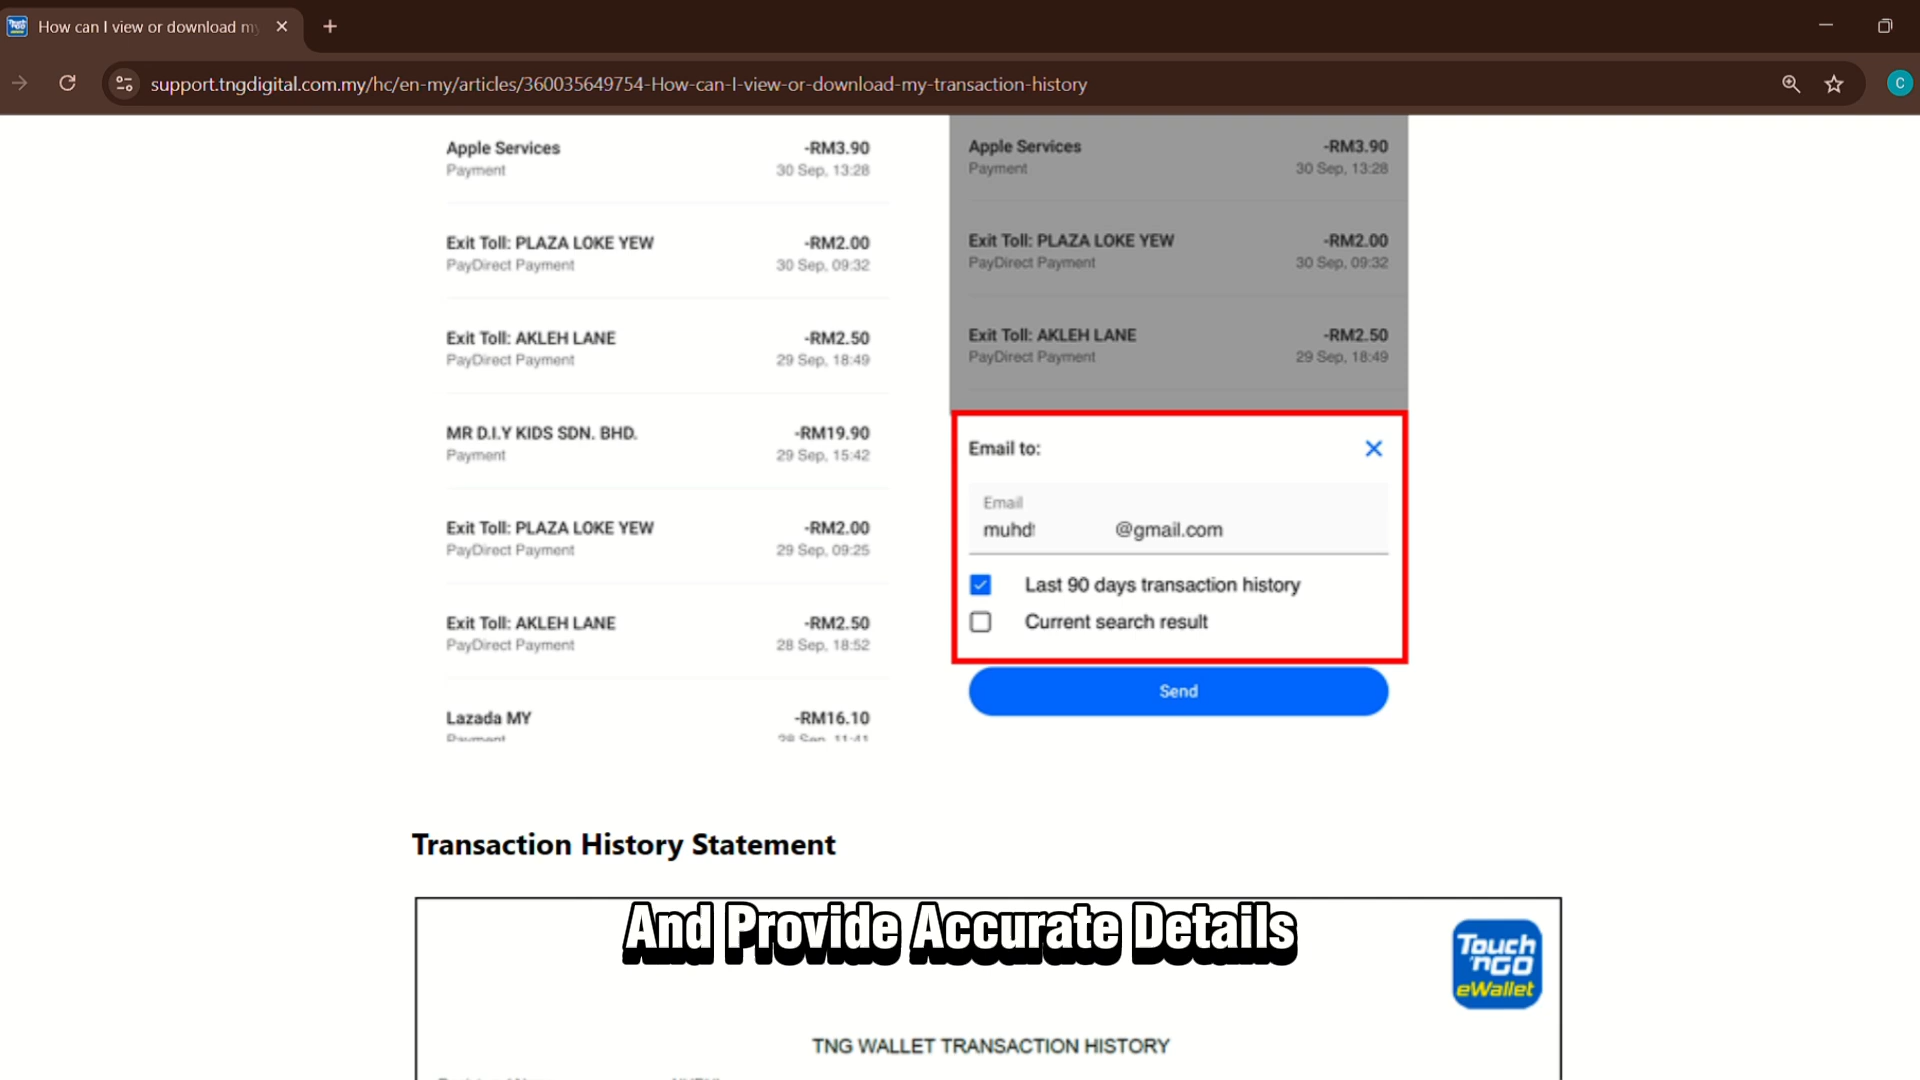 How can I view or download my
support.tngdigital.com.my/hc/en-my/articles/360035649754-How-can-I-view-or-download-my-transaction-history
C
Apple Services -RM3.90
Payment 30 Sep, 13:28
Exit Toll: PLAZA LOKE YEW -RM2.00
PayDirect Payment 30 Sep, 09:32
Exit Toll: AKLEH LANE -RM2.50
PayDirect Payment 29 Sep, 18:49
MR D.I.Y KIDS SDN. BHD. -RM19.90
Payment 29 Sep, 15:42
Exit Toll: PLAZA LOKE YEW -RM2.00
PayDirect Payment 29 Sep, 09:25
Exit Toll: AKLEH LANE -RM2.50
PayDirect Payment 28 Sep, 18:52
Lazada MY -RM16.10
Payment 28 Sep, 11:41
Apple Services -RM3.90
Payment 30 Sep, 13:28
Exit Toll: PLAZA LOKE YEW -RM2.00
PayDirect Payment 30 Sep, 09:32
Exit Toll: AKLEH LANE -RM2.50
PayDirect Payment 29 Sep, 18:49
Email to:
Email
muhd @gmail.com
Last 90 days transaction history
Current search result
Send
Transaction History Statement
And Provide Accurate Details
Touch
'nGO
eWallet
TNG WALLET TRANSACTION HISTORY